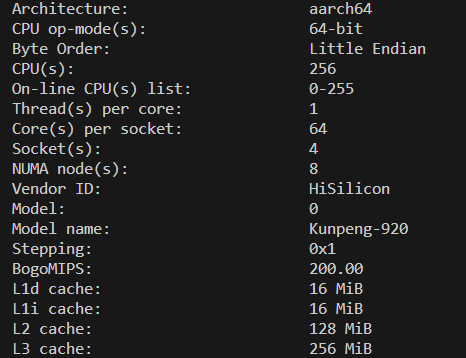 Architecture: aarch64
CPU op-mode(s): 64-bit
Byte Order: Little Endian
CPU(s): 256
On-line CPU(s) list: 0-255
Thread(s) per core: 1
Core(s) per socket: 64
Socket(s): 4
NUMA node(s): 8
Vendor ID: HiSilicon
Model: 0
Model name: Kunpeng-920
Stepping: 0x1
BogoMIPS: 200.00
L1d cache: 16 MiB
L1i cache: 16 MiB
L2 cache: 128 MiB
L3 cache: 256 MiB